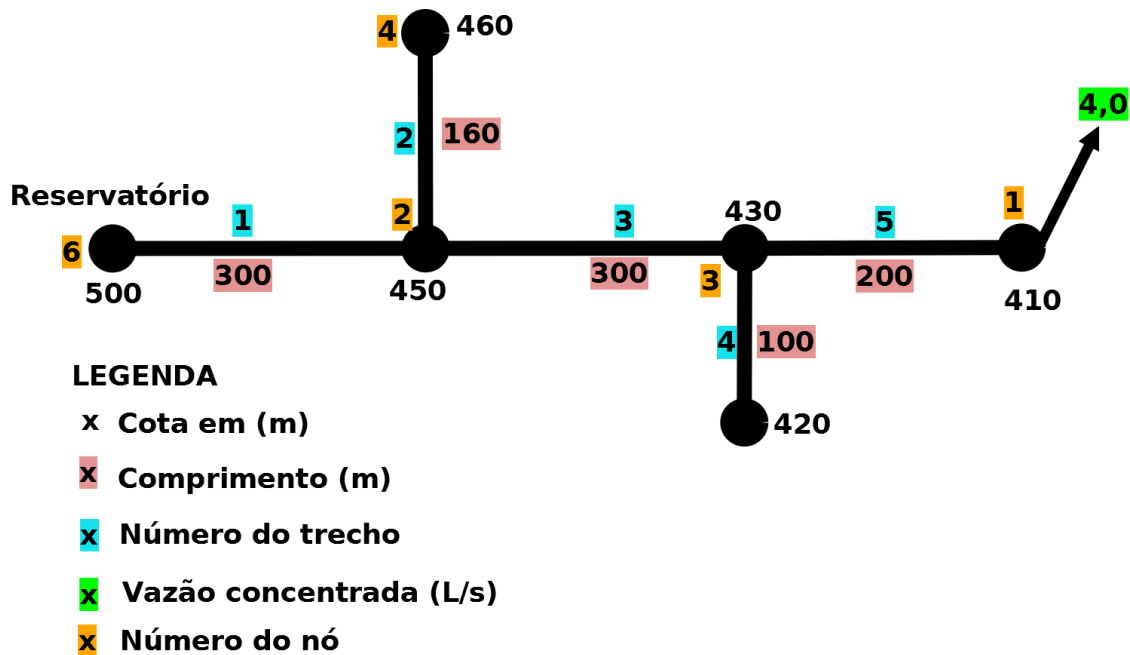 4 460
4,0
2 160
Reservatório
1 2 3 430 5 1
6 300 300 3 200
500 450 410
4 100
LEGENDA
x Cota em (m) 420
x Comprimento (m)
x Número do trecho
x Vazão concentrada (L/s)
x Número do nó